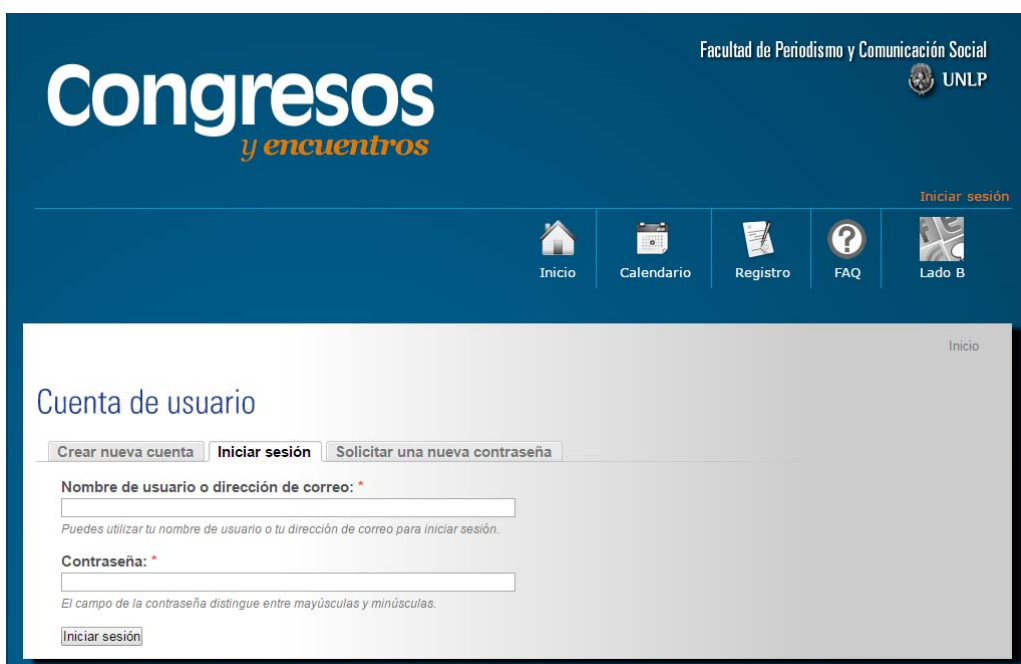 Facultad de Periodismo y Comunicación Social
UNLP
Congresos
y encuentros
Iniciar sesión
Inicio
Calendario
Registro
FAQ
Lado B
Inicio
Cuenta de usuario
Crear nueva cuenta
Iniciar sesión
Solicitar una nueva contraseña
Nombre de usuario o dirección de correo: *
Puedes utilizar tu nombre de usuario o tu dirección de correo para iniciar sesión.
Contraseña: *
El campo de la contraseña distingue entre mayúsculas y minúsculas.
Iniciar sesión